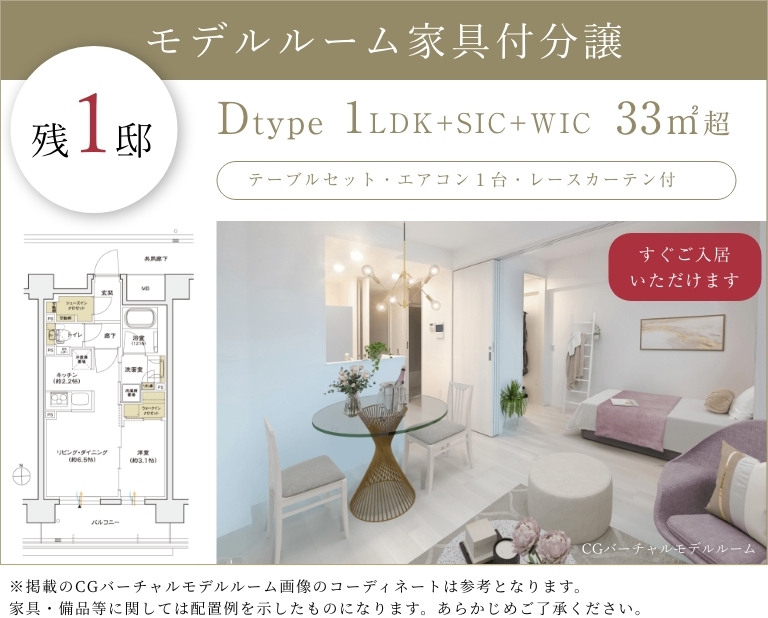 モデルルーム家具付分譲
残1邸
Dtype 1LDK+SIC+WIC 33㎡超
テーブルセット・エアコン1台・レースカーテン付
すぐご入居
いただけます
共用廊下
MB
玄関
シューズイン
クロゼット
PS
トイレ
廊下
浴室
洗面室
PS
キッチン
(約2.2帖)
PS
ウォークイン
クロゼット
PS
リビング・ダイニング
(約6.5帖)
洋室
(約3.1帖)
N
バルコニー
CGバーチャルモデルルーム
※掲載のCGバーチャルモデルルーム画像のコーディネートは参考となります。
家具・備品等に関しては配置例を示したものになります。あらかじめご了承ください。